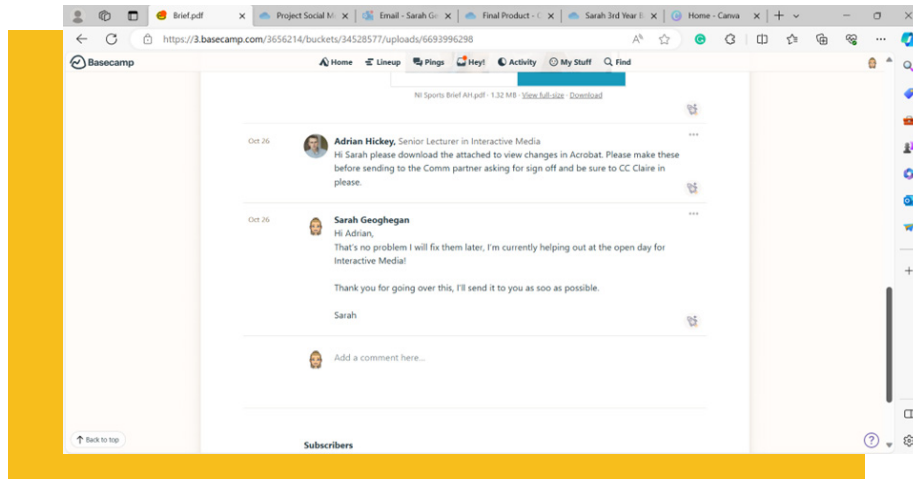 Brief.pdf
Project Social M
Email - Sarah Ge
Final Product - C
Sarah 3rd Year B
Home - Canva
https://3.basecamp.com/3656214/buckets/34528577/uploads/6693996298
Basecamp
Home Lineup Pings Hey! Activity My Stuff Find
NI Sports Brief AH.pdf · 1.32 MB · View full-size · Download
Oct 26
Adrian Hickey, Senior Lecturer in Interactive Media
Hi Sarah please download the attached to view changes in Acrobat. Please make these
before sending to the Comm partner asking for sign off and be sure to CC Claire in
please.
Oct 26
Sarah Geoghegan
Hi Adrian,
That's no problem I will fix them later, I'm currently helping out at the open day for
Interactive Media!
Thank you for going over this, I'll send it to you as soo as possible.
Sarah
Add a comment here...
Back to top
Subscribers